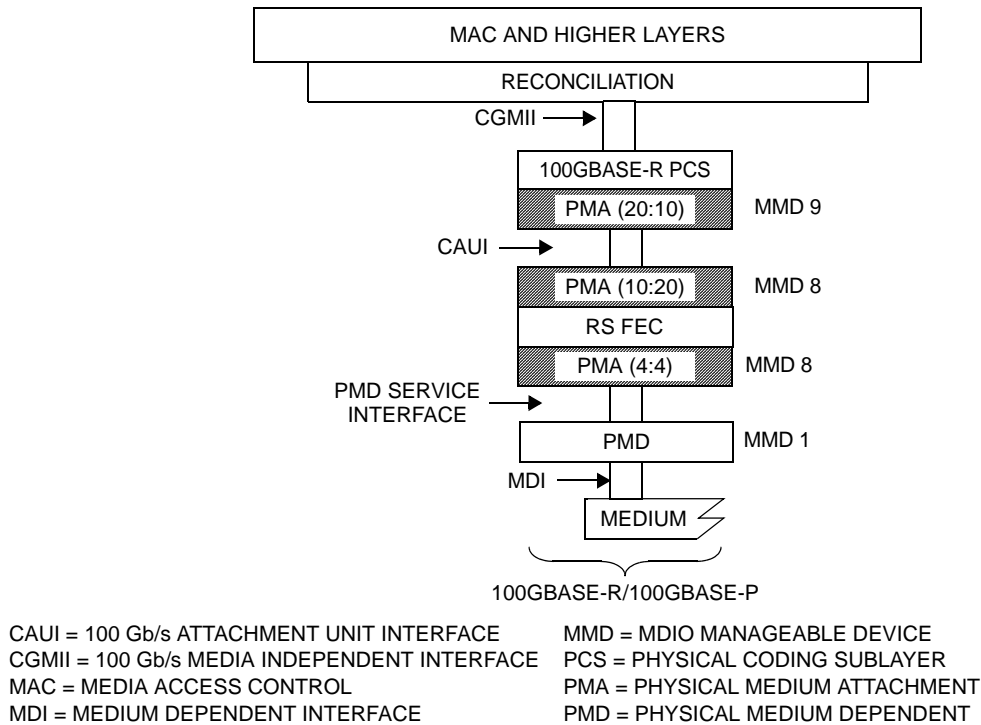 MAC AND HIGHER LAYERS
RECONCILIATION
CGMII
100GBASE-R PCS
PMA (20:10) MMD 9
CAUI
PMA (10:20) MMD 8
RS FEC
PMA (4:4) MMD 8
PMD SERVICE
INTERFACE
PMD MMD 1
MDI
MEDIUM
100GBASE-R/100GBASE-P
CAUI = 100 Gb/s ATTACHMENT UNIT INTERFACE
CGMII = 100 Gb/s MEDIA INDEPENDENT INTERFACE
MAC = MEDIA ACCESS CONTROL
MDI = MEDIUM DEPENDENT INTERFACE
MMD = MDIO MANAGEABLE DEVICE
PCS = PHYSICAL CODING SUBLAYER
PMA = PHYSICAL MEDIUM ATTACHMENT
PMD = PHYSICAL MEDIUM DEPENDENT